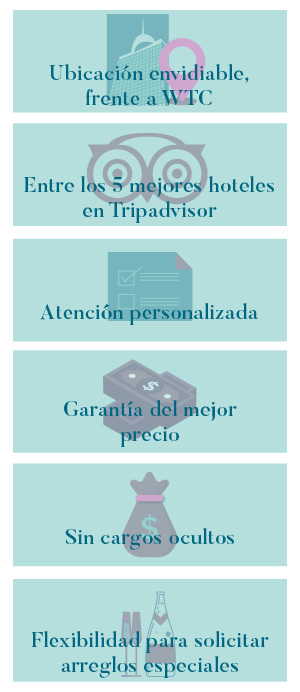 Ubicación envidiable,
frente a WTC
Entre los 5 mejores hoteles
en Tripadvisor
Atención personalizada
Garantía del mejor
precio
Sin cargos ocultos
Flexibilidad para solicitar
arreglos especiales